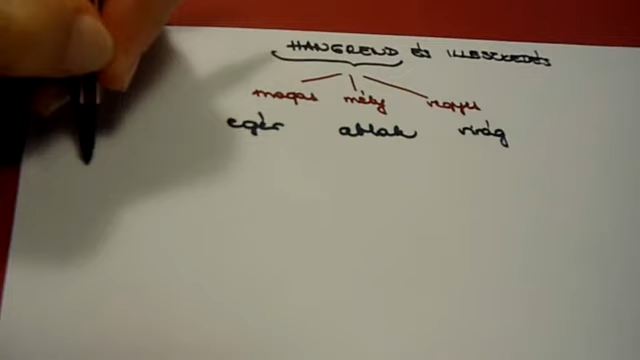 HANGREND ÉS ILLESZKEDÉS
magas mély vegyes
egér ablak virág